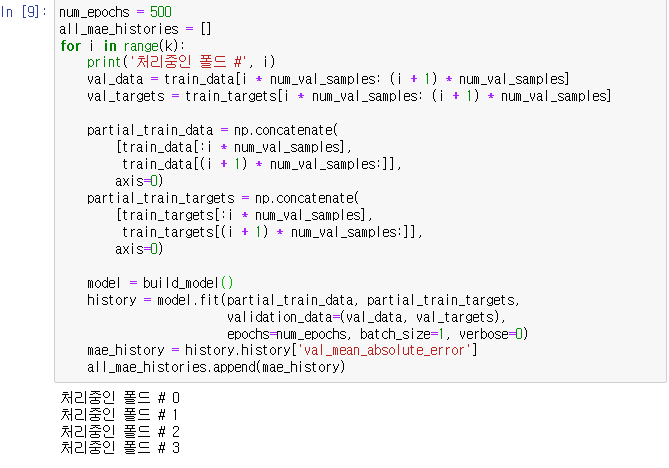 In [9]: num_epochs = 500
all_mae_histories = []
for i in range(k):
    print('처리중인 폴드 #', i)
    val_data = train_data[i * num_val_samples: (i + 1) * num_val_samples]
    val_targets = train_targets[i * num_val_samples: (i + 1) * num_val_samples]

    partial_train_data = np.concatenate(
        [train_data[:i * num_val_samples],
         train_data[(i + 1) * num_val_samples:]],
        axis=0)
    partial_train_targets = np.concatenate(
        [train_targets[:i * num_val_samples],
         train_targets[(i + 1) * num_val_samples:]],
        axis=0)

    model = build_model()
    history = model.fit(partial_train_data, partial_train_targets,
                        validation_data=(val_data, val_targets),
                        epochs=num_epochs, batch_size=1, verbose=0)
    mae_history = history.history['val_mean_absolute_error']
    all_mae_histories.append(mae_history)
처리중인 폴드 # 0
처리중인 폴드 # 1
처리중인 폴드 # 2
처리중인 폴드 # 3